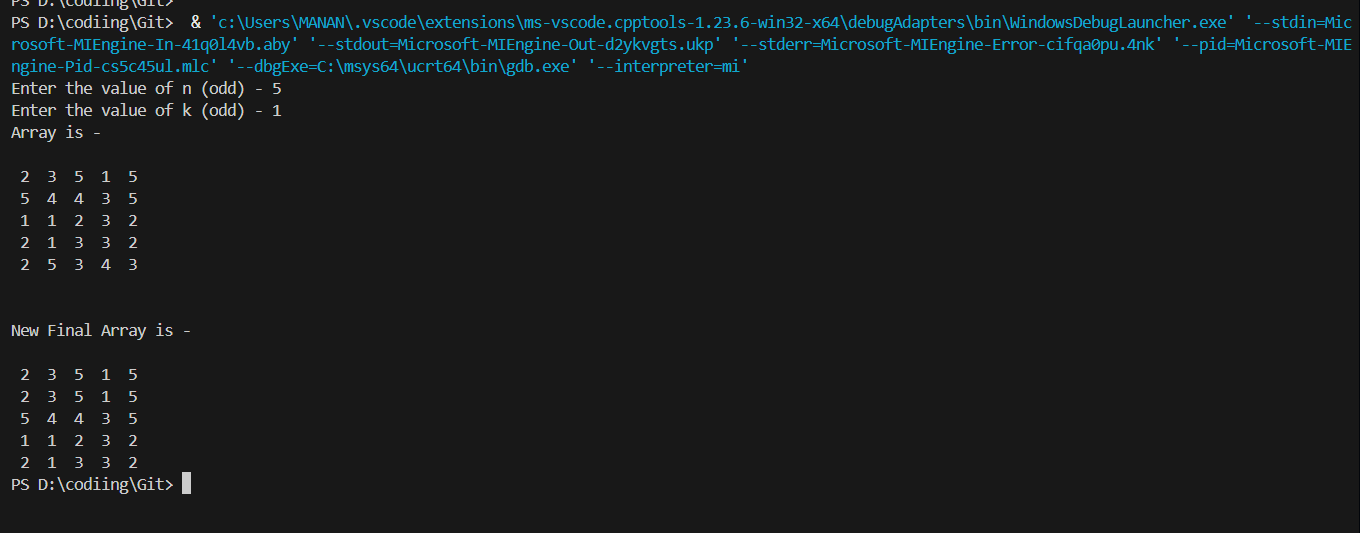 PS D:\codiing\Git>
PS D:\codiing\Git>  & 'c:\Users\MANAN\.vscode\extensions\ms-vscode.cpptools-1.23.6-win32-x64\debugAdapters\bin\WindowsDebugLauncher.exe' '--stdin=Mic
rosoft-MIEngine-In-41q0l4vb.aby' '--stdout=Microsoft-MIEngine-Out-d2ykvgts.ukp' '--stderr=Microsoft-MIEngine-Error-cifqa0pu.4nk' '--pid=Microsoft-MIE
ngine-Pid-cs5c45ul.mlc' '--dbgExe=C:\msys64\ucrt64\bin\gdb.exe' '--interpreter=mi'
Enter the value of n (odd) - 5
Enter the value of k (odd) - 1
Array is -
2 3 5 1 5
5 4 4 3 5
1 1 2 3 2
2 1 3 3 2
2 5 3 4 3
New Final Array is -
2 3 5 1 5
2 3 5 1 5
5 4 4 3 5
1 1 2 3 2
2 1 3 3 2
PS D:\codiing\Git>